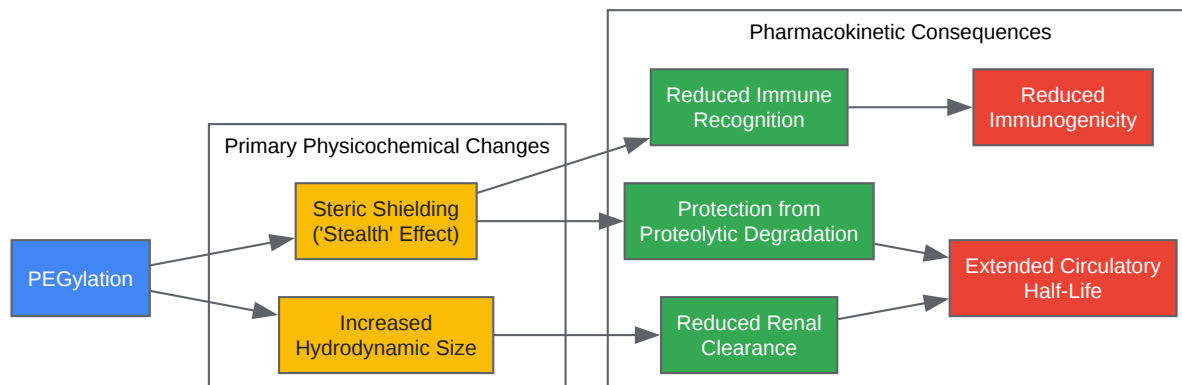 Pharmacokinetic Consequences
Reduced Immune
Recognition
Reduced
Immunogenicity
Primary Physicochemical Changes
Steric Shielding
('Stealth' Effect)
Protection from
Proteolytic Degradation
PEGylation
Extended Circulatory
Half-Life
Increased
Hydrodynamic Size
Reduced Renal
Clearance